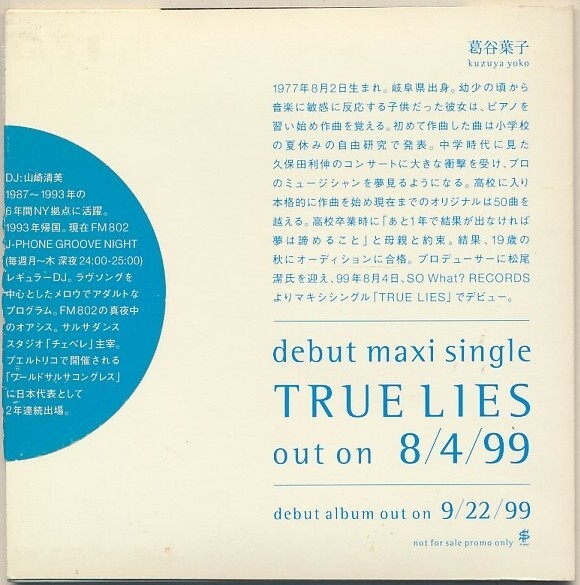 葛谷葉子
kuzuya yoko
1977年8月2日生まれ。岐阜県出身。幼少の頃から
音楽に敏感に反応する子供だった彼女は、ピアノを
習い始め作曲を覚える。初めて作曲した曲は小学校
の夏休みの自由研究で発表。中学時代に見た
久保田利伸のコンサートに大きな衝撃を受け、プロ
のミュージシャンを夢見るようになる。高校に入り
本格的に作曲を始め現在までのオリジナルは50曲を
越える。高校卒業時に「あと1年で結果が出なければ
夢は諦めること」と母親と約束。結果、19歳の
秋にオーディションに合格。プロデューサーに松尾
潔氏を迎え、99年8月4日、SO What? RECORDS
よりマキシシングル「TRUE LIES」でデビュー。
DJ:山崎清美
1987〜1993年の
6年間NY拠点に活躍。
1993年帰国。現在FM802
J-PHONE GROOVE NIGHT
(毎週月〜木 深夜24:00-25:00)
レギュラーDJ。ラヴソングを
中心としたメロウでアダルトな
プログラム。FM802の真夜中
のオアシス。サルサダンス
スタジオ「チェベレ」主宰。
プエルトリコで開催される
「ワールドサルサコングレス」
に日本代表として
2年連続出場。
debut maxi single
TRUE LIES
out on 8/4/99
debut album out on 9/22/99
not for sale promo only